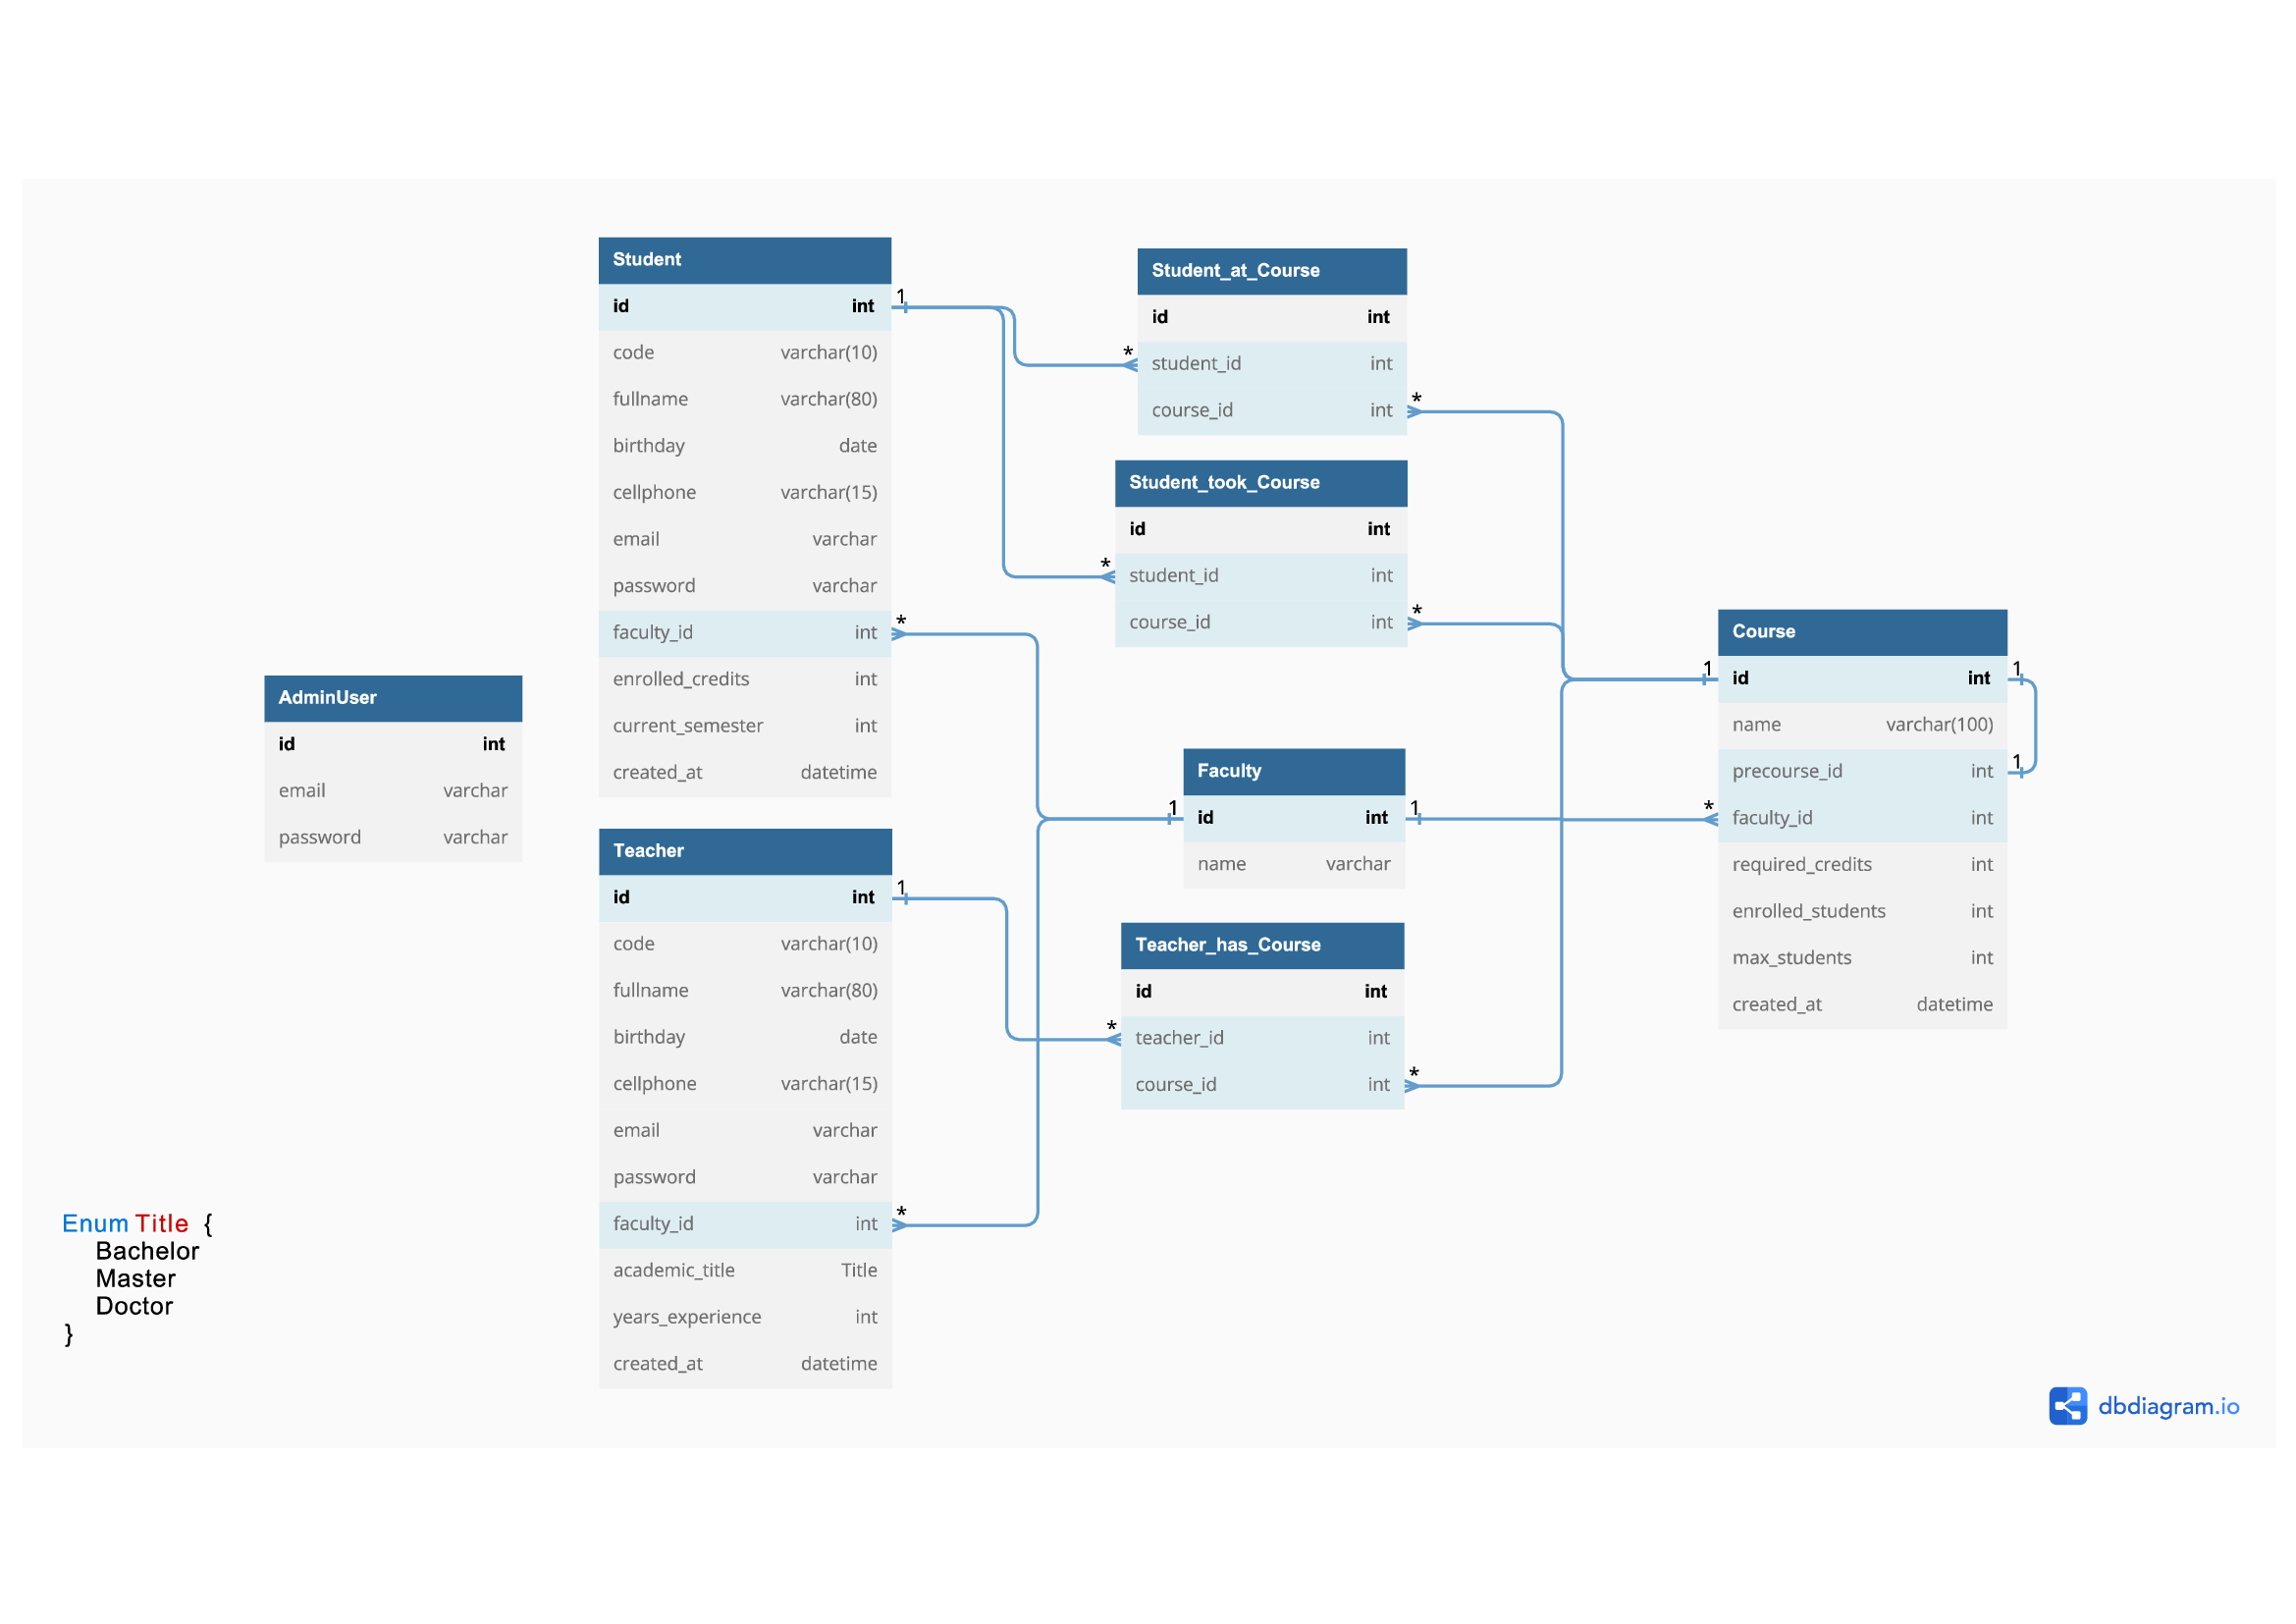 Student
id int
code varchar(10)
fullname varchar(80)
birthday date
cellphone varchar(15)
email varchar
password varchar
faculty_id int
enrolled_credits int
current_semester int
created_at datetime
1
*
Student_at_Course
id int
student_id int
course_id int
*
*
Student_took_Course
id int
student_id int
course_id int
*
*
AdminUser
id int
email varchar
password varchar
Teacher
id int
code varchar(10)
fullname varchar(80)
birthday date
cellphone varchar(15)
email varchar
password varchar
faculty_id int
academic_title Title
years_experience int
created_at datetime
1
*
Faculty
id int
name varchar
1
1
Teacher_has_Course
id int
teacher_id int
course_id int
*
*
Course
id int
name varchar(100)
precourse_id int
faculty_id int
required_credits int
enrolled_students int
max_students int
created_at datetime
1
1
1
*
Enum Title {
Bachelor
Master
Doctor
}
dbdiagram.io